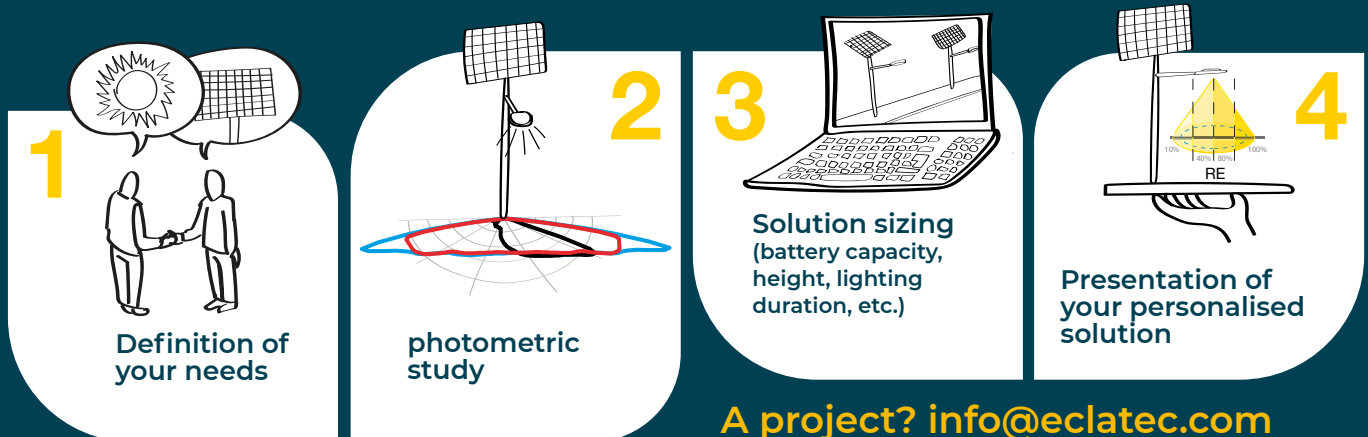 1
Definition of
your needs
2
photometric
study
3
Solution sizing
(battery capacity,
height, lighting
duration, etc.)
4
10%
40%
80%
100%
RE
Presentation of
your personalised
solution
A project? info@eclatec.com